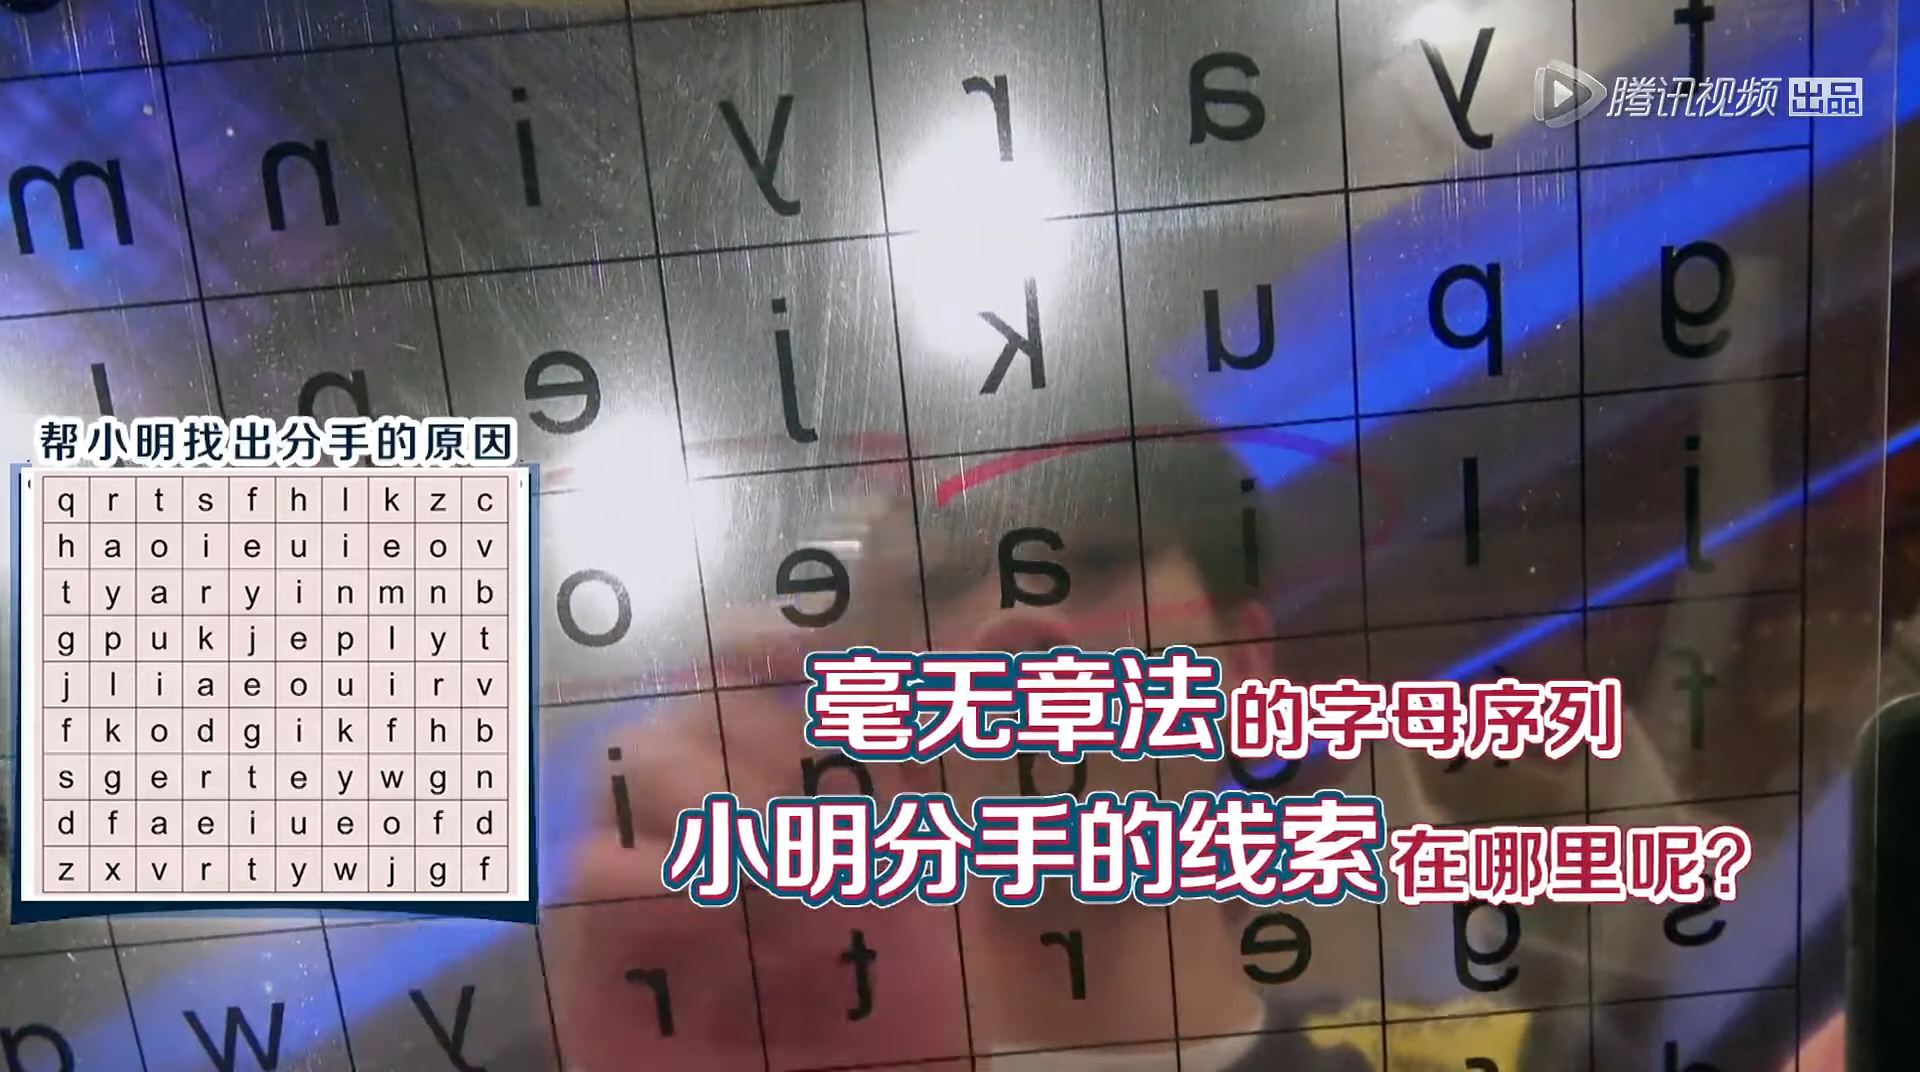 腾讯视频 出品
t
m n i y r a y
l p e j k u p g
帮小明找出分手的原因
q r t s f h l k z c
h a o i e u i e o v
t y a r y i n m n b
g p u k j e p l y t
j l i a e o u i r v
f k o d g i k f h b
s g e r t e y w g n
d f a e i u e o f d
z x v r t y w j g f
o e a i l j
毫无章法的字母序列
小明分手的线索在哪里呢?
i g d o f
w y r t r e g s